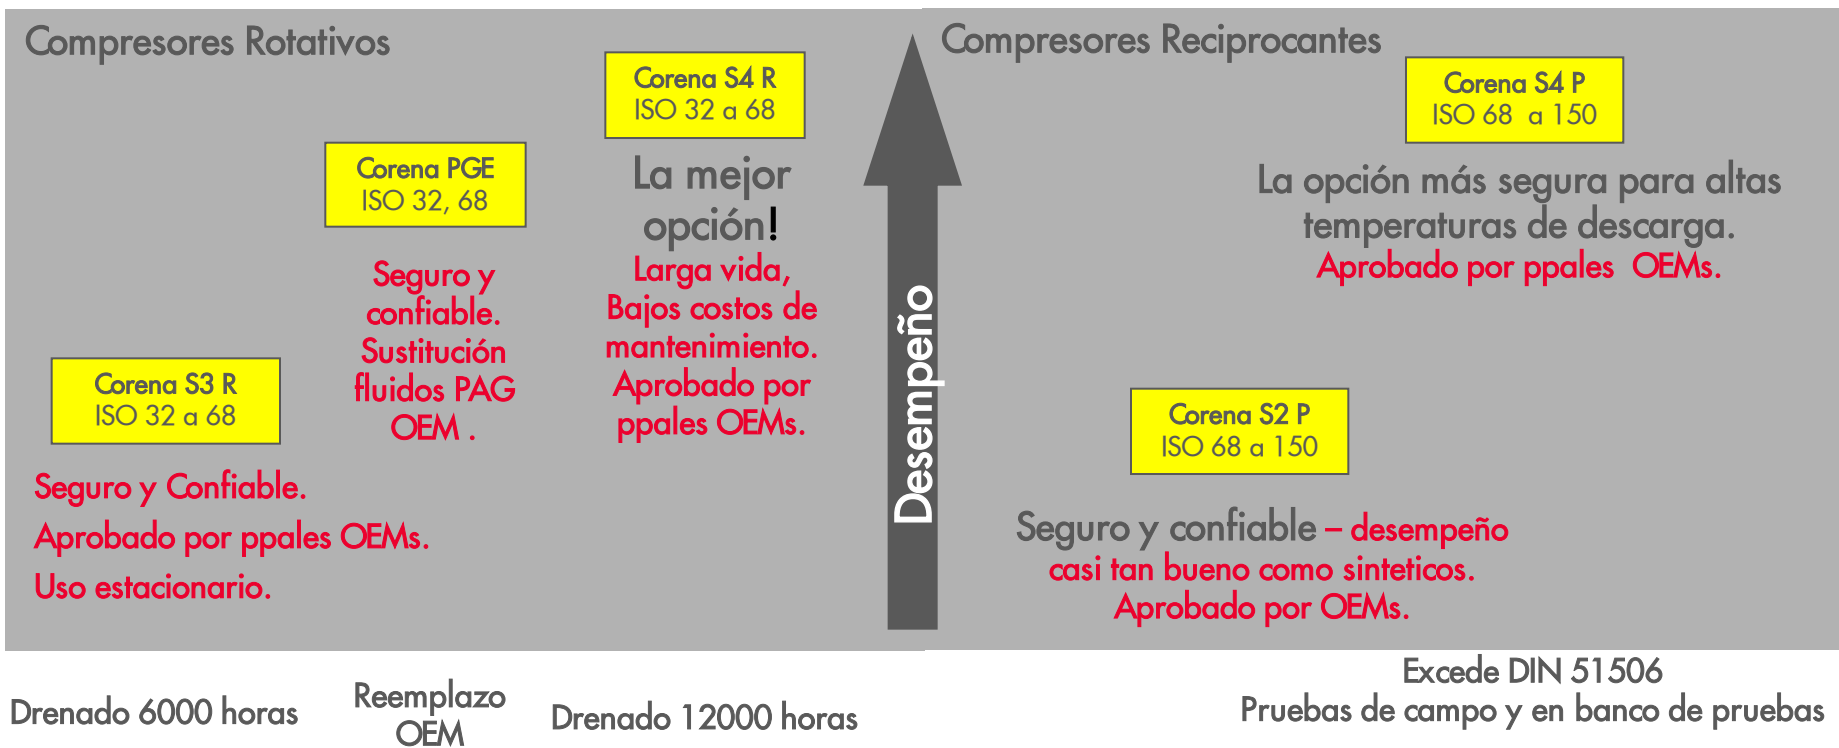 Compresores Rotativos
Corena S4 R
ISO 32 a 68
La mejor
opción!
Larga vida,
Bajos costos de
mantenimiento.
Aprobado por
ppales OEMs.
Corena PGE
ISO 32, 68
Seguro y
confiable.
Sustitución
fluidos PAG
OEM .
Corena S3 R
ISO 32 a 68
Seguro y Confiable.
Aprobado por ppales OEMs.
Uso estacionario.
Desempeño
Compresores Reciprocantes
Corena S4 P
ISO 68  a 150
La opción más segura para altas
temperaturas de descarga.
Aprobado por ppales  OEMs.
Corena S2 P
ISO 68 a 150
Seguro y confiable – desempeño
casi tan bueno como sinteticos.
Aprobado por OEMs.
Drenado 6000 horas
Reemplazo
OEM
Drenado 12000 horas
Excede DIN 51506
Pruebas de campo y en banco de pruebas